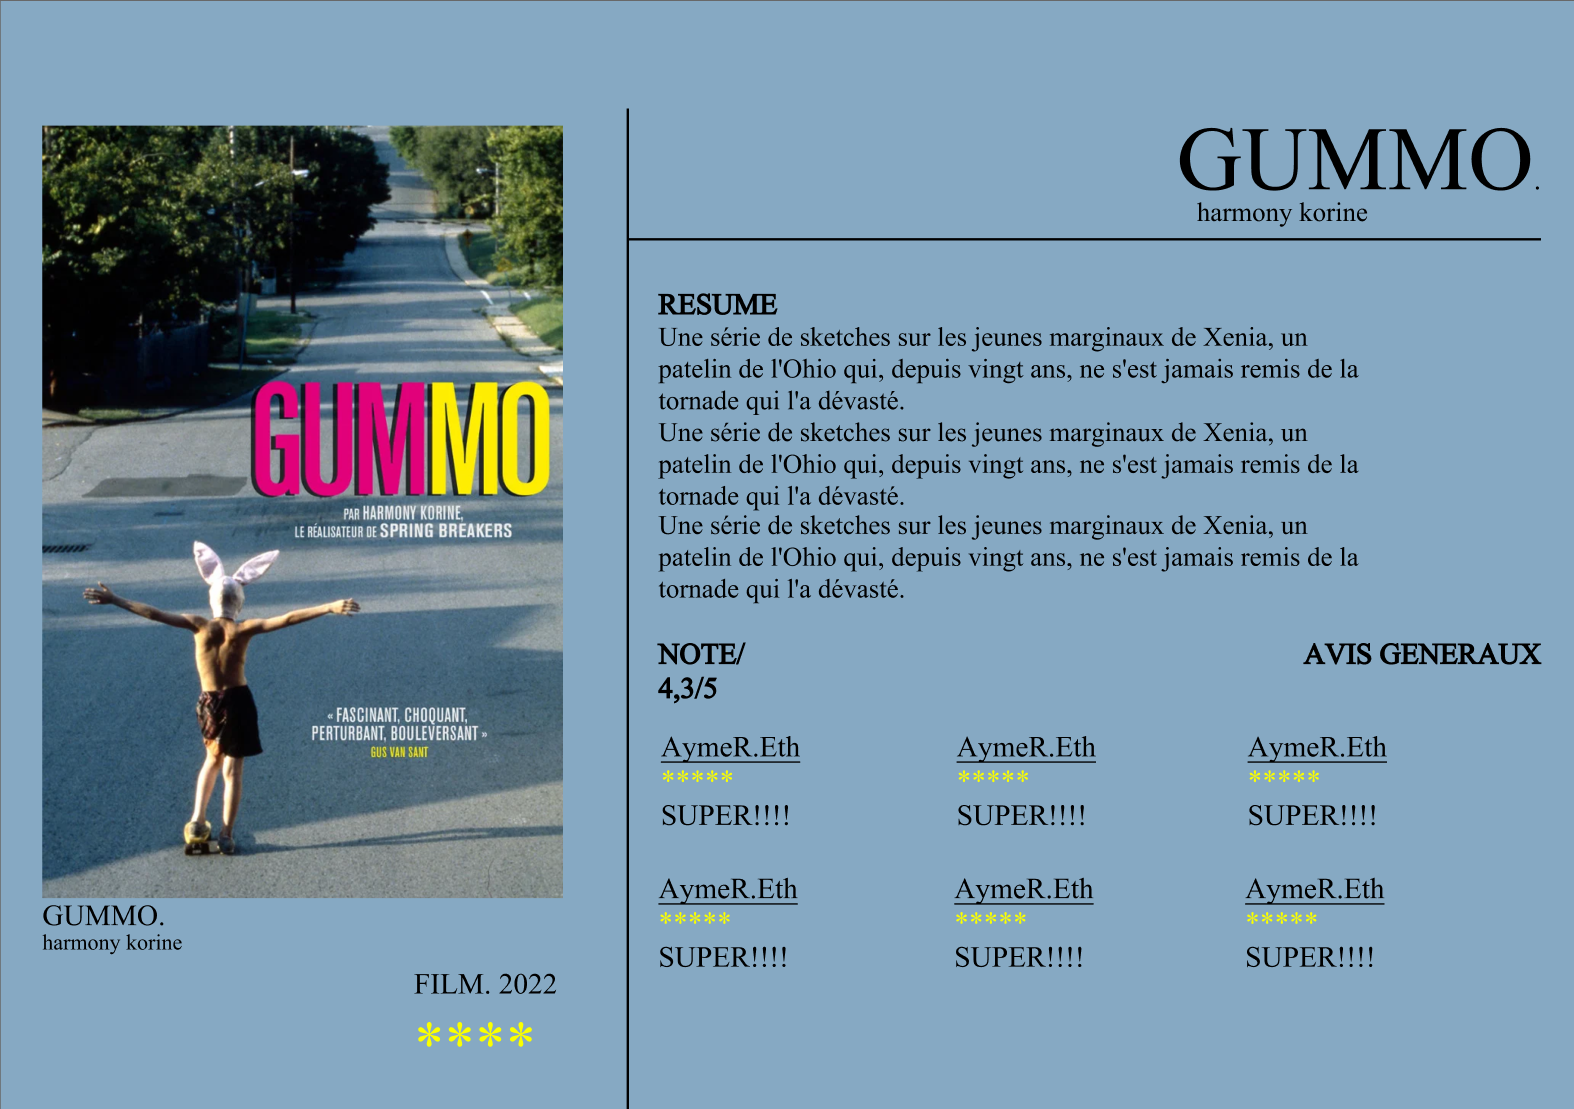 GUMMO
PAR HARMONY KORINE,
LE RÉALISATEUR DE SPRING BREAKERS
« FASCINANT, CHOQUANT,
PERTURBANT, BOULEVERSANT »
GUS VAN SANT
GUMMO.
harmony korine
FILM. 2022
****
GUMMO.
harmony korine
RESUME
Une série de sketches sur les jeunes marginaux de Xenia, un
patelin de l'Ohio qui, depuis vingt ans, ne s'est jamais remis de la
tornade qui l'a dévasté.
Une série de sketches sur les jeunes marginaux de Xenia, un
patelin de l'Ohio qui, depuis vingt ans, ne s'est jamais remis de la
tornade qui l'a dévasté.
Une série de sketches sur les jeunes marginaux de Xenia, un
patelin de l'Ohio qui, depuis vingt ans, ne s'est jamais remis de la
tornade qui l'a dévasté.
NOTE/
4,3/5
AVIS GENERAUX
AymeR.Eth
*****
SUPER!!!!
AymeR.Eth
*****
SUPER!!!!
AymeR.Eth
*****
SUPER!!!!
AymeR.Eth
*****
SUPER!!!!
AymeR.Eth
*****
SUPER!!!!
AymeR.Eth
*****
SUPER!!!!